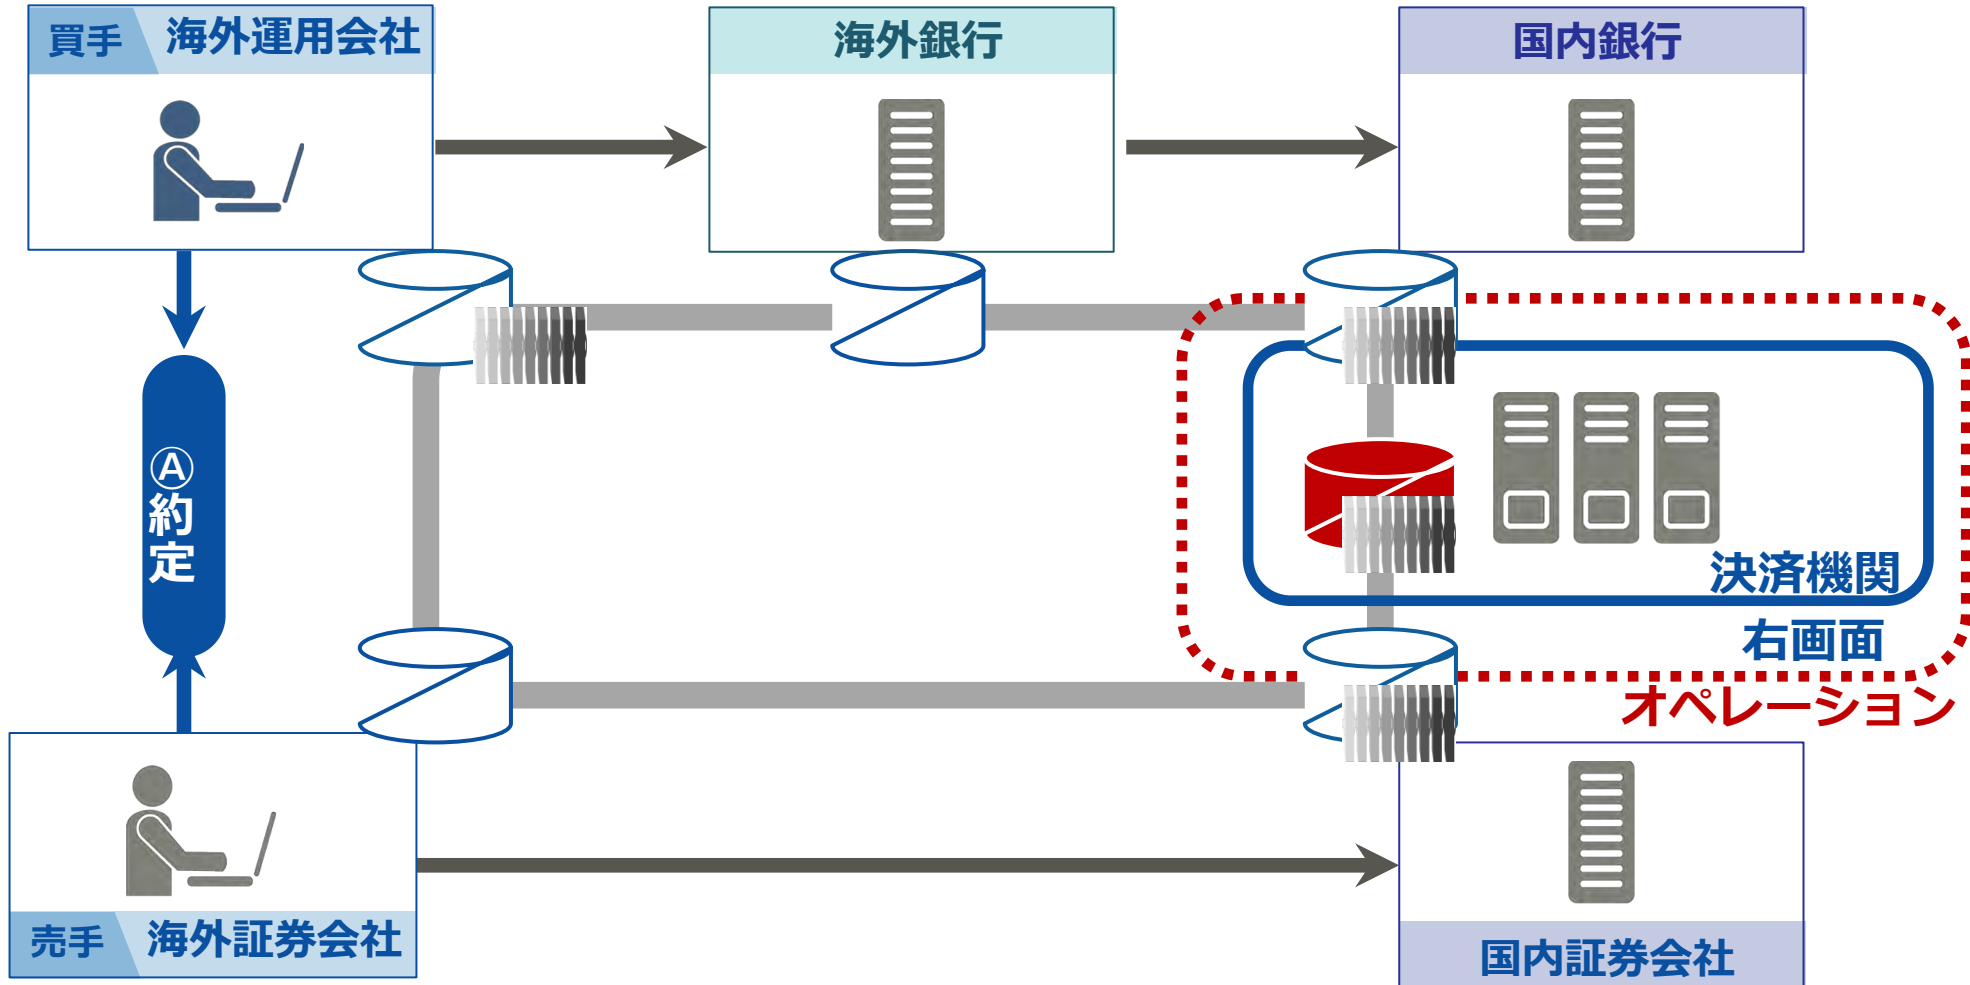 買手
海外運用会社
海外銀行
国内銀行
Ⓐ約定
決済機関
右画面
オペレーション
売手
海外証券会社
国内証券会社